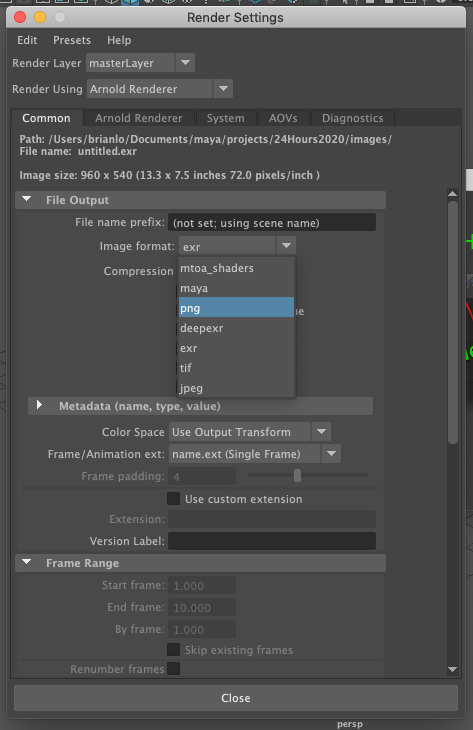 Render Settings
Edit Presets Help
Render Layer masterLayer
Render Using Arnold Renderer
Common Arnold Renderer System AOVs Diagnostics
Path: /Users/brianlo/Documents/maya/projects/24Hours2020/images/
File name: untitled.exr
Image size: 960 x 540 (13.3 x 7.5 inches 72.0 pixels/inch )
File Output
File name prefix: (not set; using scene name)
Image format: exr
Compression
mtoa_shaders
maya
png
deepexr
exr
tif
jpeg
Metadata (name, type, value)
Color Space Use Output Transform
Frame/Animation ext: name.ext (Single Frame)
Frame padding: 4
Use custom extension
Extension:
Version Label:
Frame Range
Start frame: 1.000
End frame: 10.000
By frame: 1.000
Skip existing frames
Renumber frames
Close
persp